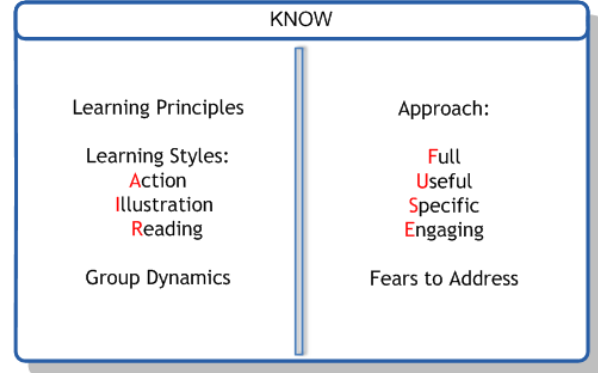 KNOW
Learning Principles
Learning Styles:
Action
Illustration
Reading
Group Dynamics
Approach:
Full
Useful
Specific
Engaging
Fears to Address